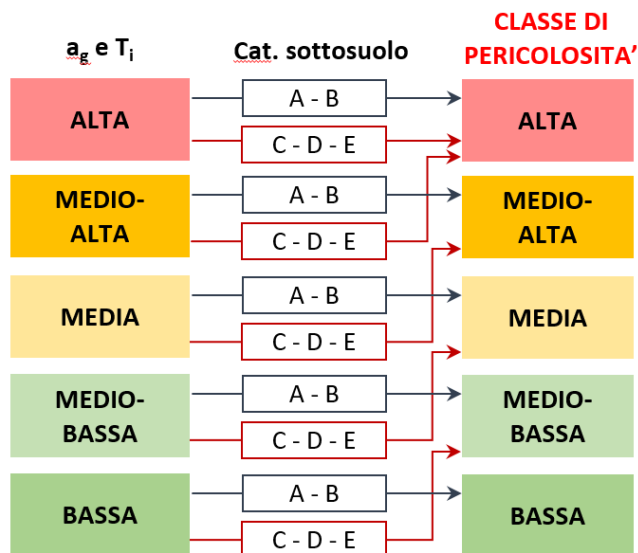 CLASSE DI
PERICOLOSITA'
ag e Ti
Cat. sottosuolo
ALTA
A - B
C - D - E
ALTA
MEDIO-
ALTA
A - B
C - D - E
MEDIO-
ALTA
MEDIA
A - B
C - D - E
MEDIA
MEDIO-
BASSA
A - B
C - D - E
MEDIO-
BASSA
BASSA
A - B
C - D - E
BASSA